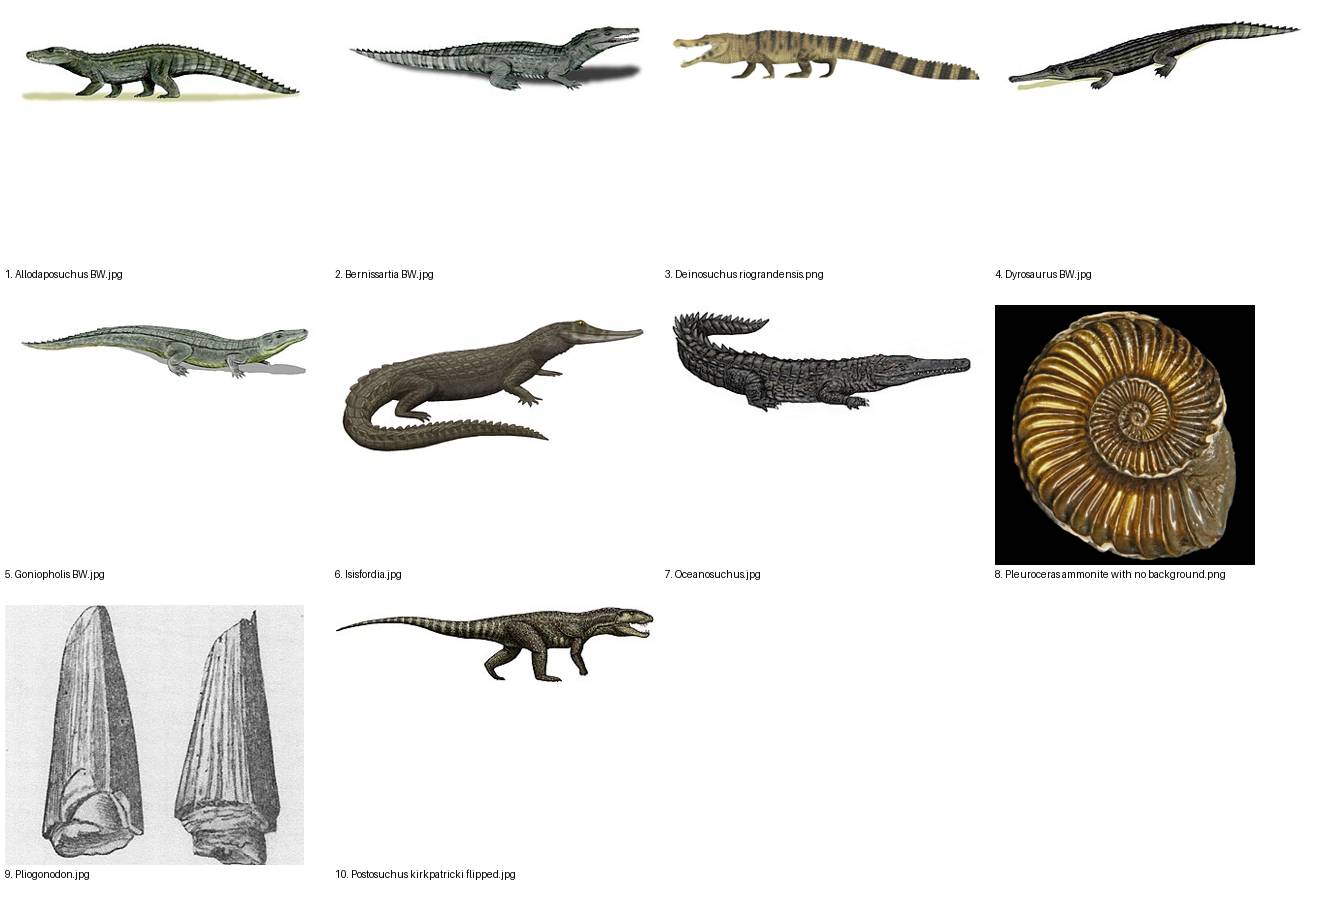 1. Allodaposuchus BW.jpg
2. Bernissartia BW.jpg
3. Deinosuchus riograndensis.png
4. Dyrosaurus BW.jpg
5. Goniopholis BW.jpg
6. Isisfordia.jpg
7. Oceanosuchus.jpg
8. Pleuroceras ammonite with no background.png
9. Pliogonodon.jpg
10. Postosuchus kirkpatricki flipped.jpg